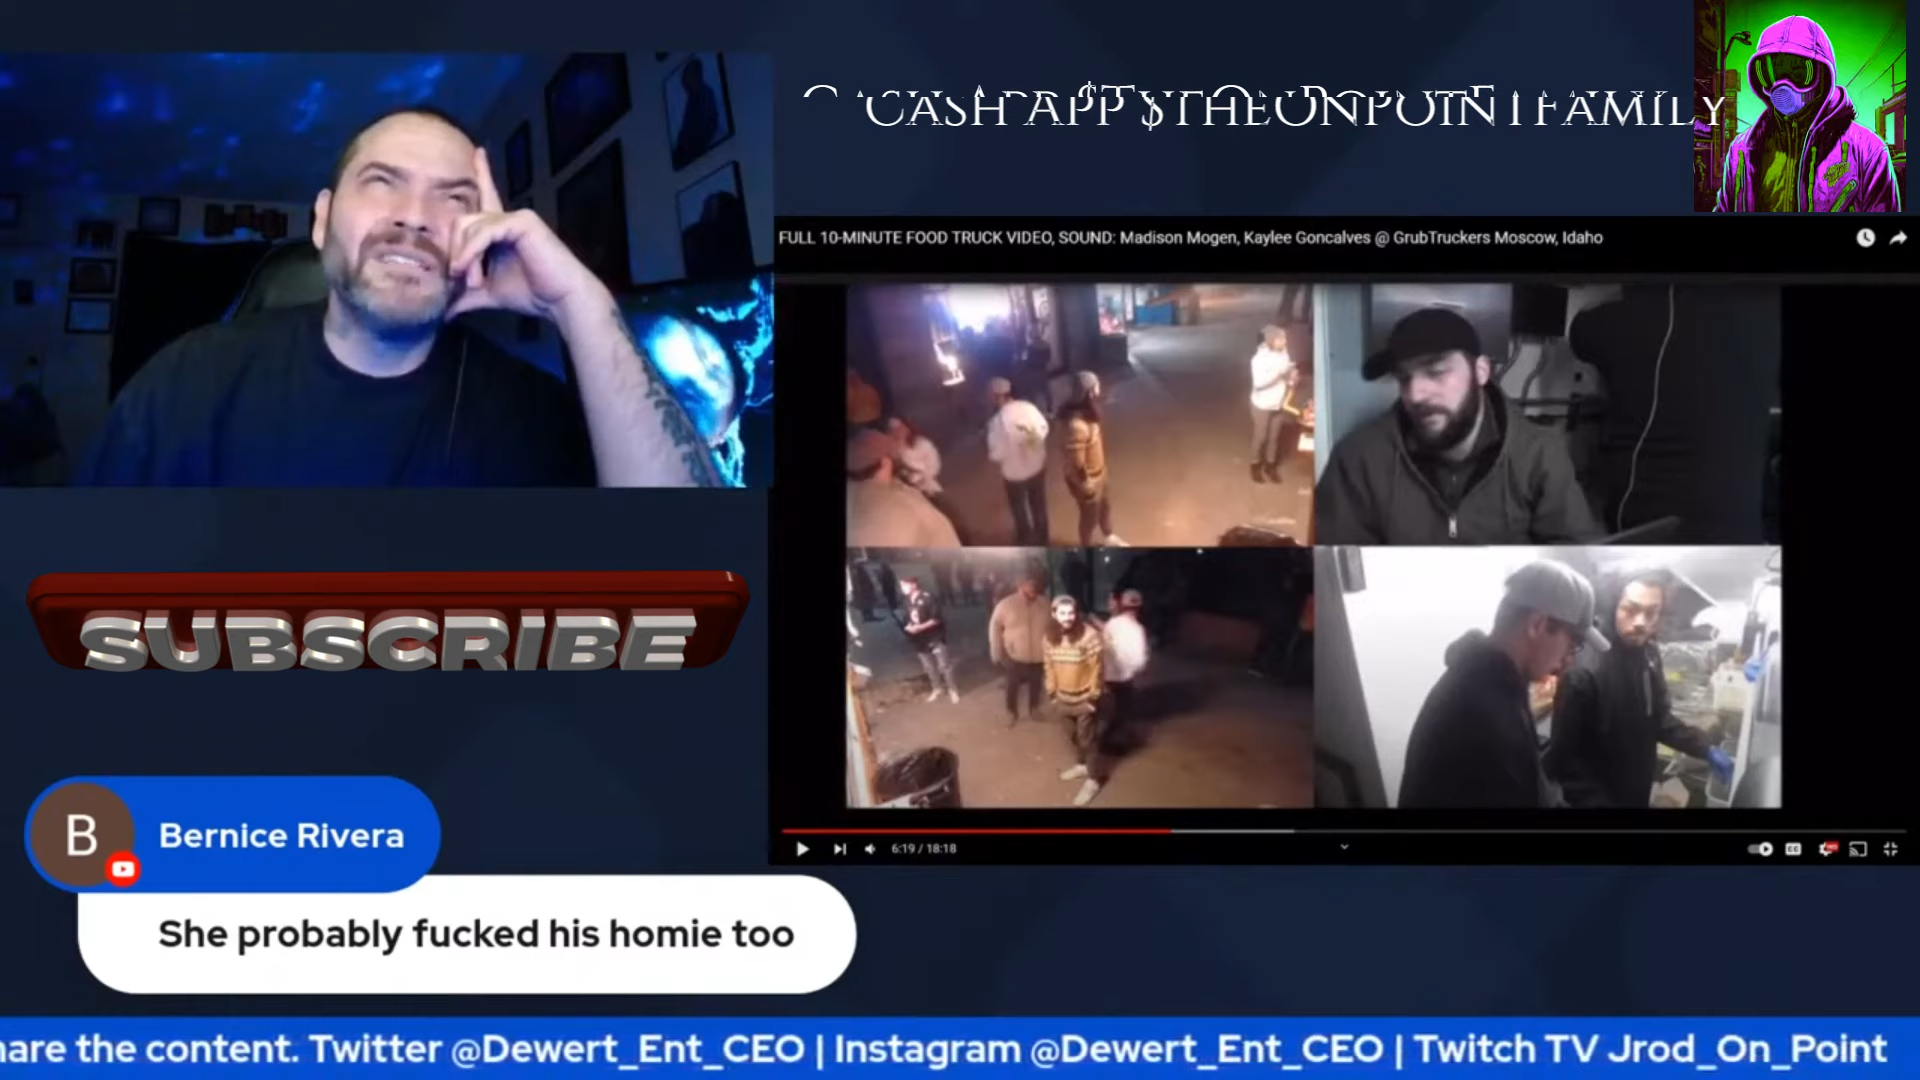 CASH APP $THEONPOINTFAMILY
FULL 10-MINUTE FOOD TRUCK VIDEO, SOUND: Madison Mogen, Kaylee Goncalves @ GrubTruckers Moscow, Idaho
6:19 / 18:18
SUBSCRIBE
B
Bernice Rivera
She probably fucked his homie too
hare the content. Twitter @Dewert_Ent_CEO | Instagram @Dewert_Ent_CEO | Twitch TV Jrod_On_Point